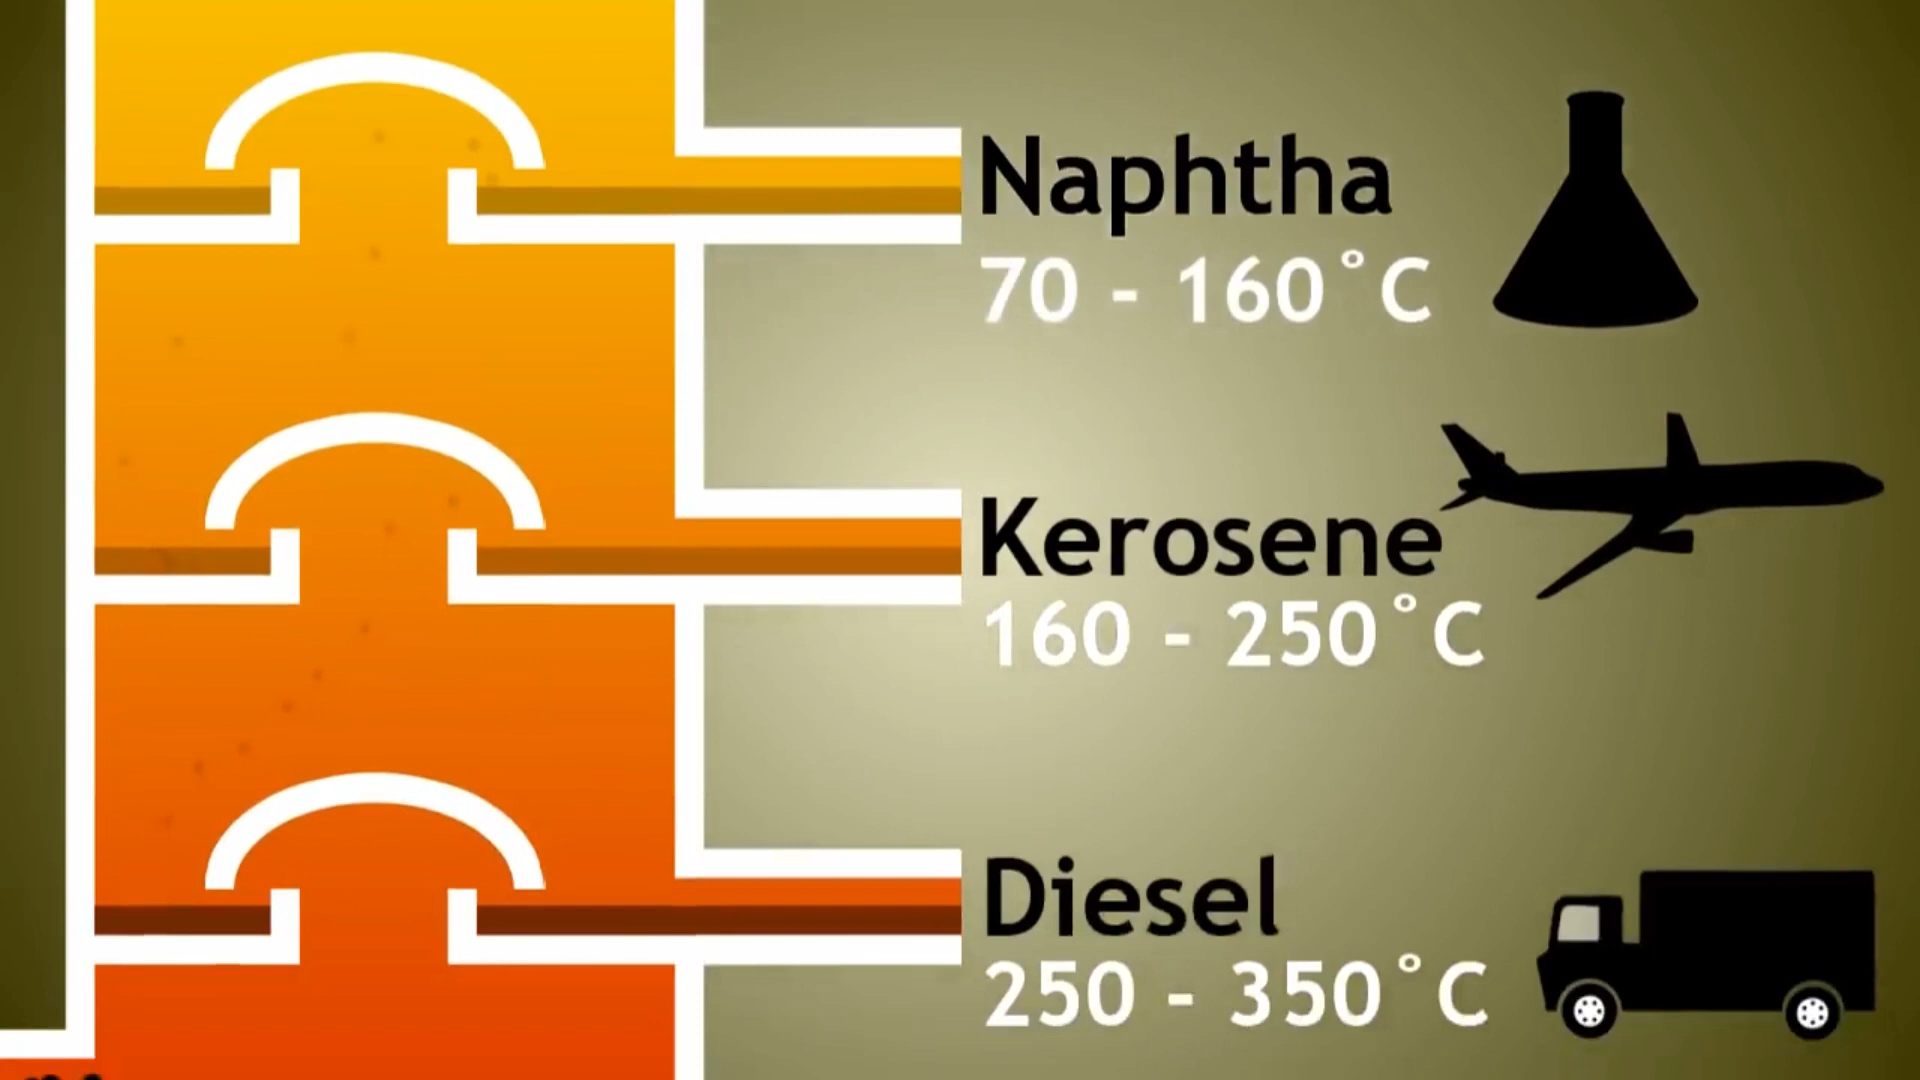 Naphtha
70 - 160°C
Kerosene
160 - 250°C
Diesel
250 - 350°C